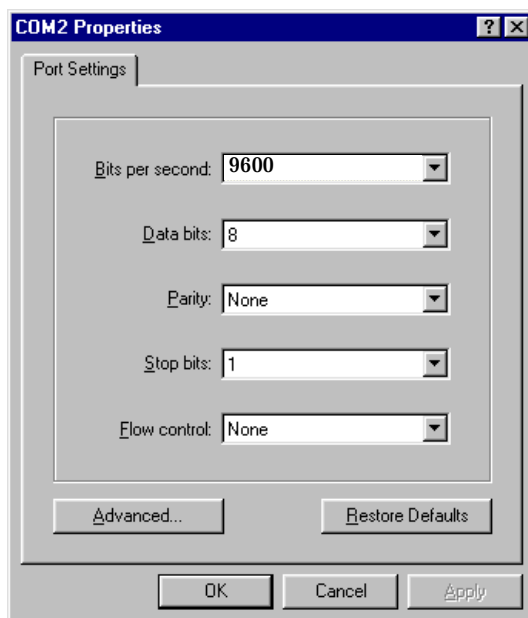 COM2 Properties
Port Settings
Bits per second: 9600
Data bits: 8
Parity: None
Stop bits: 1
Flow control: None
Advanced...
Restore Defaults
OK
Cancel
Apply